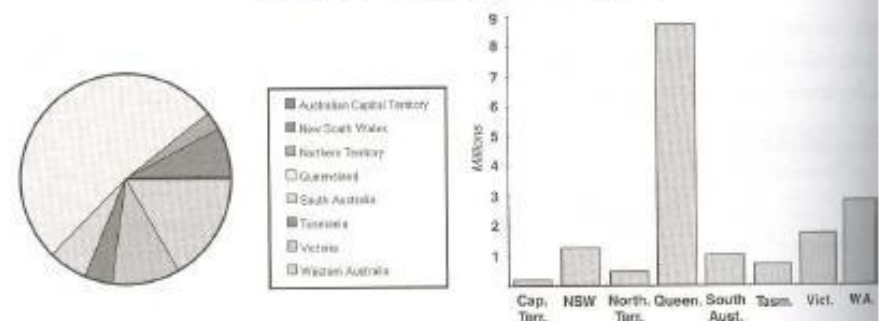 Australian Capital Territory
New South Wales
Northern Territory
Queensland
South Australia
Tasmania
Victoria
Western Australia
9
8
7
6
5
4
3
2
1
Millions
Cap. Terr.
NSW
North. Terr.
Queen.
South Aust.
Tasm.
Vict.
W.A.